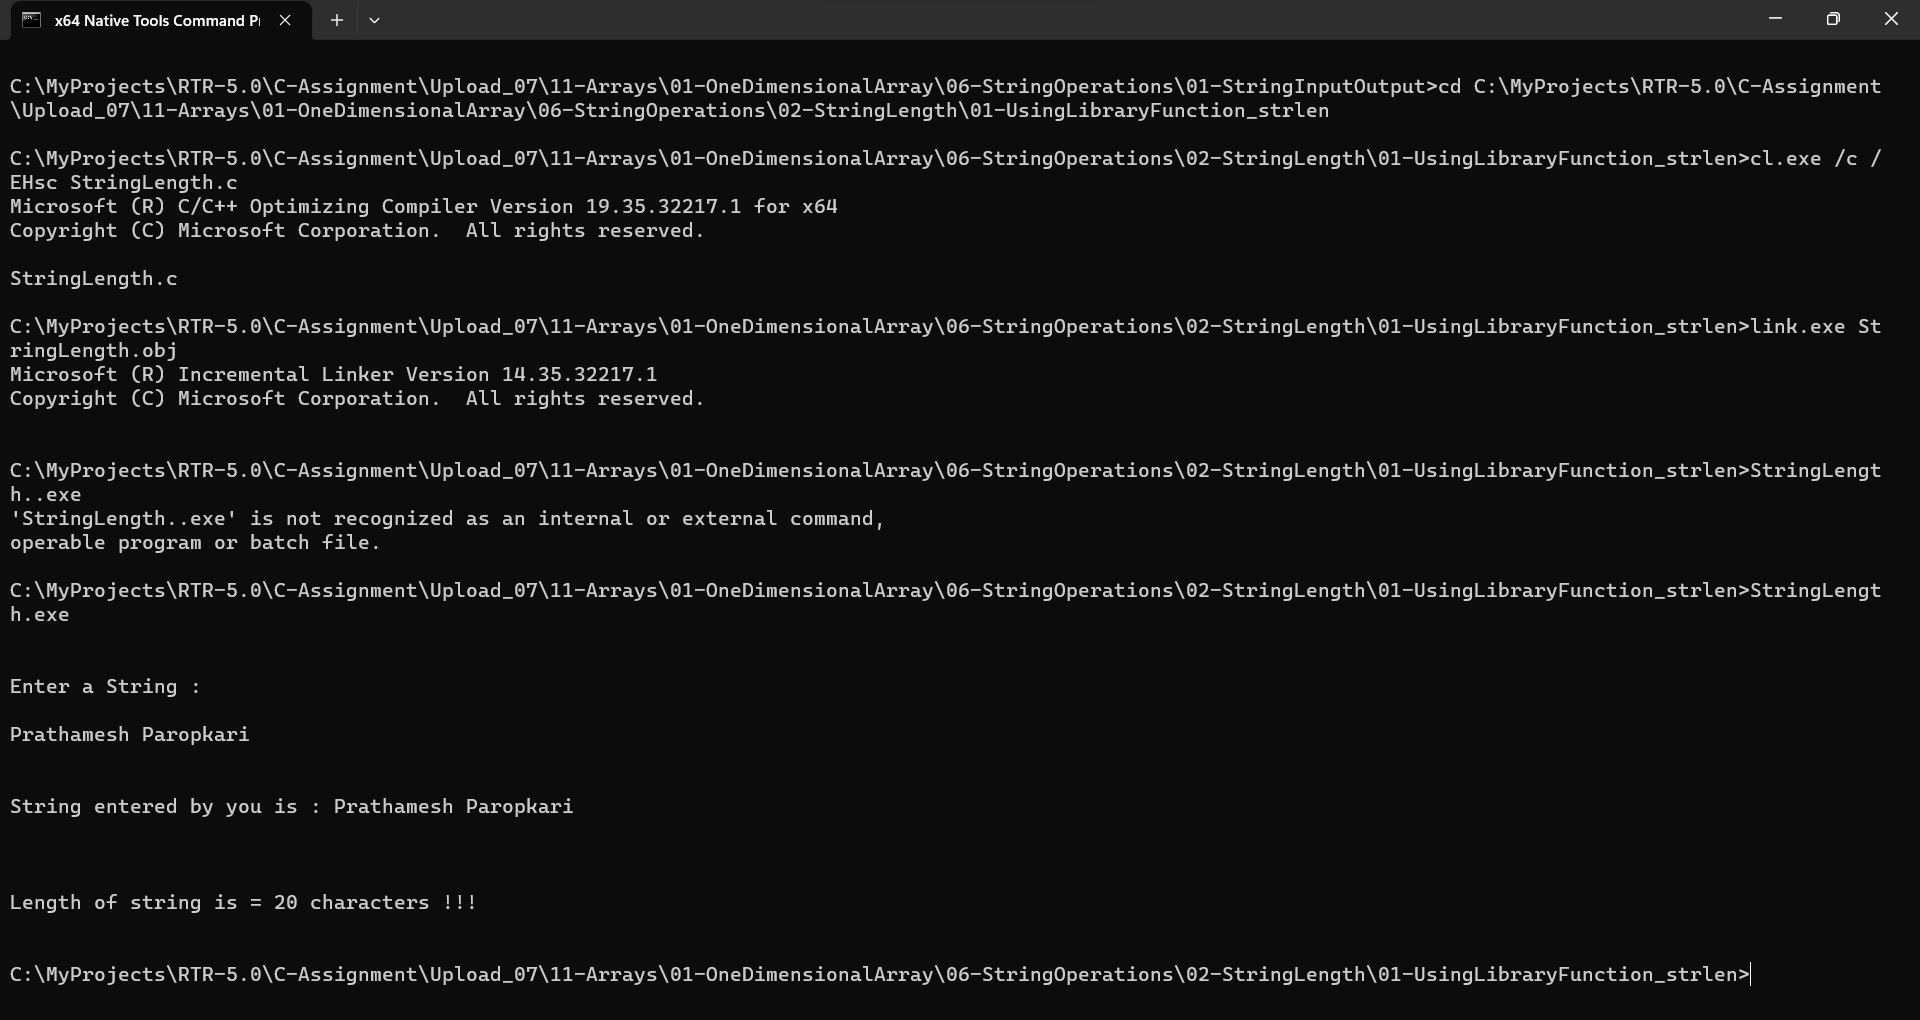 x64 Native Tools Command P
C:\MyProjects\RTR-5.0\C-Assignment\Upload_07\11-Arrays\01-OneDimensionalArray\06-StringOperations\01-StringInputOutput>cd C:\MyProjects\RTR-5.0\C-Assignment
\Upload_07\11-Arrays\01-OneDimensionalArray\06-StringOperations\02-StringLength\01-UsingLibraryFunction_strlen
C:\MyProjects\RTR-5.0\C-Assignment\Upload_07\11-Arrays\01-OneDimensionalArray\06-StringOperations\02-StringLength\01-UsingLibraryFunction_strlen>cl.exe /c /
EHsc StringLength.c
Microsoft (R) C/C++ Optimizing Compiler Version 19.35.32217.1 for x64
Copyright (C) Microsoft Corporation.  All rights reserved.
StringLength.c
C:\MyProjects\RTR-5.0\C-Assignment\Upload_07\11-Arrays\01-OneDimensionalArray\06-StringOperations\02-StringLength\01-UsingLibraryFunction_strlen>link.exe St
ringLength.obj
Microsoft (R) Incremental Linker Version 14.35.32217.1
Copyright (C) Microsoft Corporation.  All rights reserved.
C:\MyProjects\RTR-5.0\C-Assignment\Upload_07\11-Arrays\01-OneDimensionalArray\06-StringOperations\02-StringLength\01-UsingLibraryFunction_strlen>StringLengt
h..exe
'StringLength..exe' is not recognized as an internal or external command,
operable program or batch file.
C:\MyProjects\RTR-5.0\C-Assignment\Upload_07\11-Arrays\01-OneDimensionalArray\06-StringOperations\02-StringLength\01-UsingLibraryFunction_strlen>StringLengt
h.exe
Enter a String :
Prathamesh Paropkari
String entered by you is : Prathamesh Paropkari
Length of string is = 20 characters !!!
C:\MyProjects\RTR-5.0\C-Assignment\Upload_07\11-Arrays\01-OneDimensionalArray\06-StringOperations\02-StringLength\01-UsingLibraryFunction_strlen>